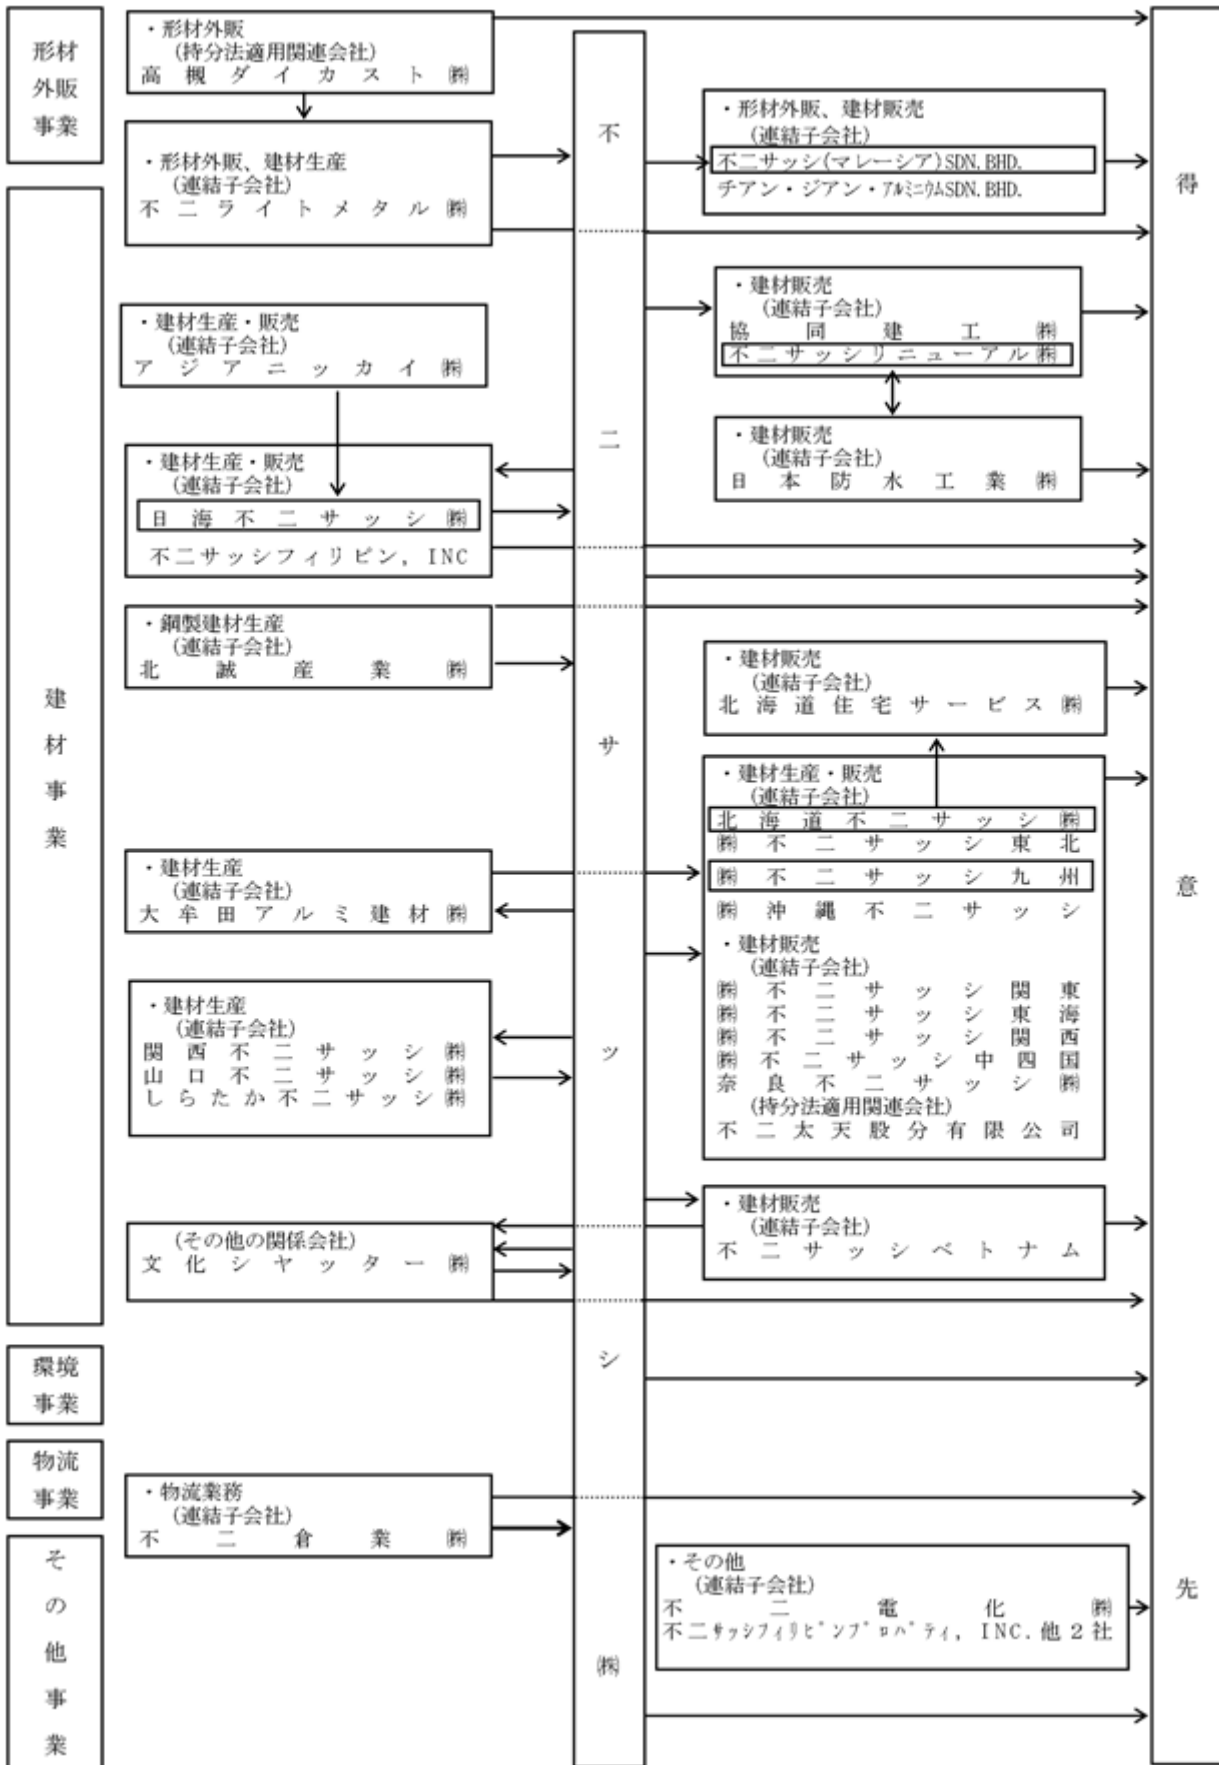 形材
外販
事業
・形材外販
(持分法適用関連会社)
高槻ダイカスト㈱
・形材外販、建材生産
(連結子会社)
不二ライトメタル㈱
・形材外販、建材販売
(連結子会社)
不二サッシ(マレーシア)SDN.BHD.
チアン・ジアン・アルミニウムSDN.BHD.
建材事業
・建材生産・販売
(連結子会社)
アジアニッカイ㈱
・建材生産・販売
(連結子会社)
日海不二サッシ㈱
不二サッシフィリピン, INC
・建材販売
(連結子会社)
協同建工㈱
不二サッシリニューアル㈱
・建材販売
(連結子会社)
日本防水工業㈱
・鋼製建材生産
(連結子会社)
北誠産業㈱
・建材販売
(連結子会社)
北海道住宅サービス㈱
・建材生産・販売
(連結子会社)
北海道不二サッシ㈱
㈱不二サッシ東北
㈱不二サッシ九州
㈱沖縄不二サッシ
・建材販売
(連結子会社)
㈱不二サッシ関東
㈱不二サッシ東海
㈱不二サッシ関西
㈱不二サッシ中四国
奈良不二サッシ㈱
(持分法適用関連会社)
不二太天股分有限公司
・建材生産
(連結子会社)
大牟田アルミ建材㈱
・建材生産
(連結子会社)
関西不二サッシ㈱
山口不二サッシ㈱
しらたか不二サッシ㈱
・建材販売
(連結子会社)
不二サッシベトナム
(その他の関係会社)
文化シヤッター㈱
環境
事業
物流
事業
・物流業務
(連結子会社)
不二倉業㈱
その他事業
・その他
(連結子会社)
不二電化㈱
不二サッシフィリピンプロパティ, INC.他2社
不二サッシ㈱
得意先